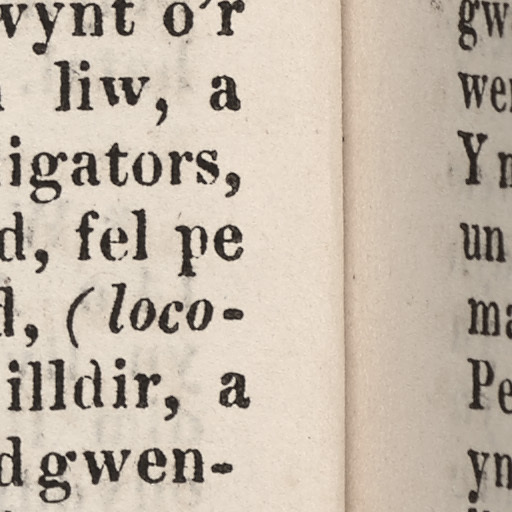 wynt o'r
liw, a
igators,
d, fel pe
d, (loco-
illdir, a
dgwen-
gw
wer
Yn
un
ma
Pe
yn